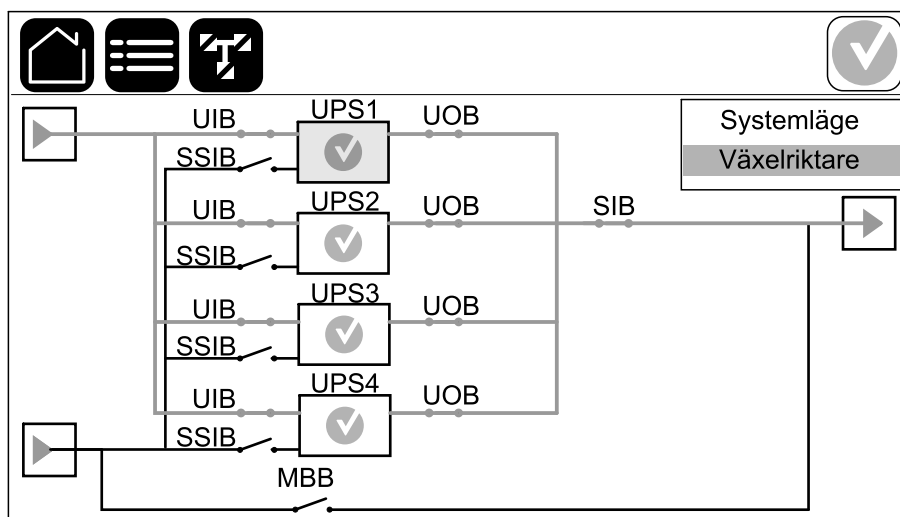 T
UPS1
UIB
UOB
SSIB
Systemläge
Växelriktare
UPS2
UIB
UOB
SIB
SSIB
UPS3
UIB
UOB
SSIB
UPS4
UIB
UOB
SSIB
MBB